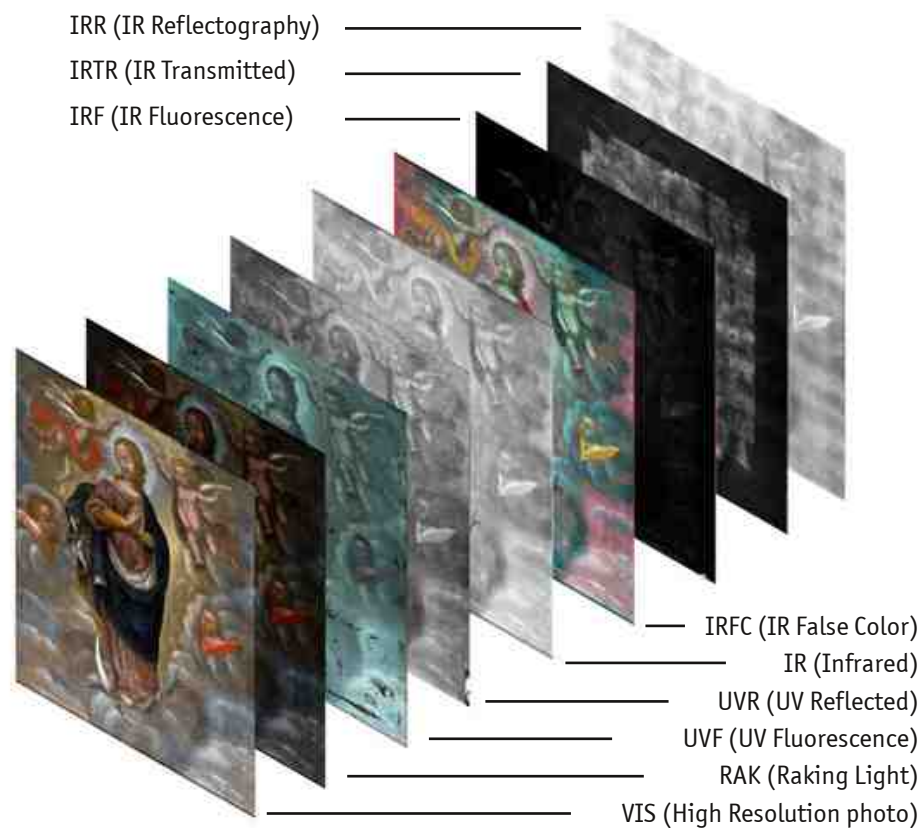 IRR (IR Reflectography)
IRTR (IR Transmitted)
IRF (IR Fluorescence)
IRFC (IR False Color)
IR (Infrared)
UVR (UV Reflected)
UVF (UV Fluorescence)
RAK (Raking Light)
VIS (High Resolution photo)